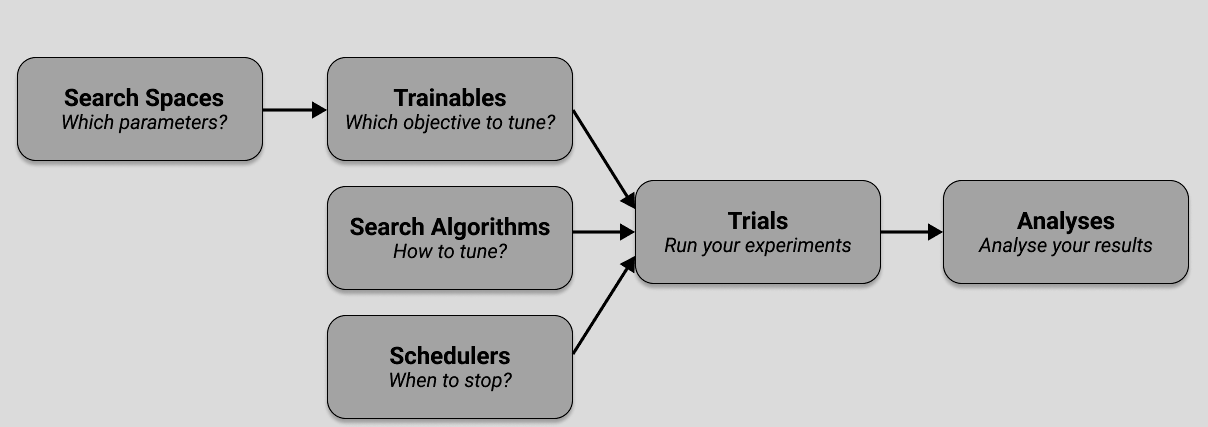 Search Spaces
Which parameters?
Trainables
Which objective to tune?
Search Algorithms
How to tune?
Schedulers
When to stop?
Trials
Run your experiments
Analyses
Analyse your results